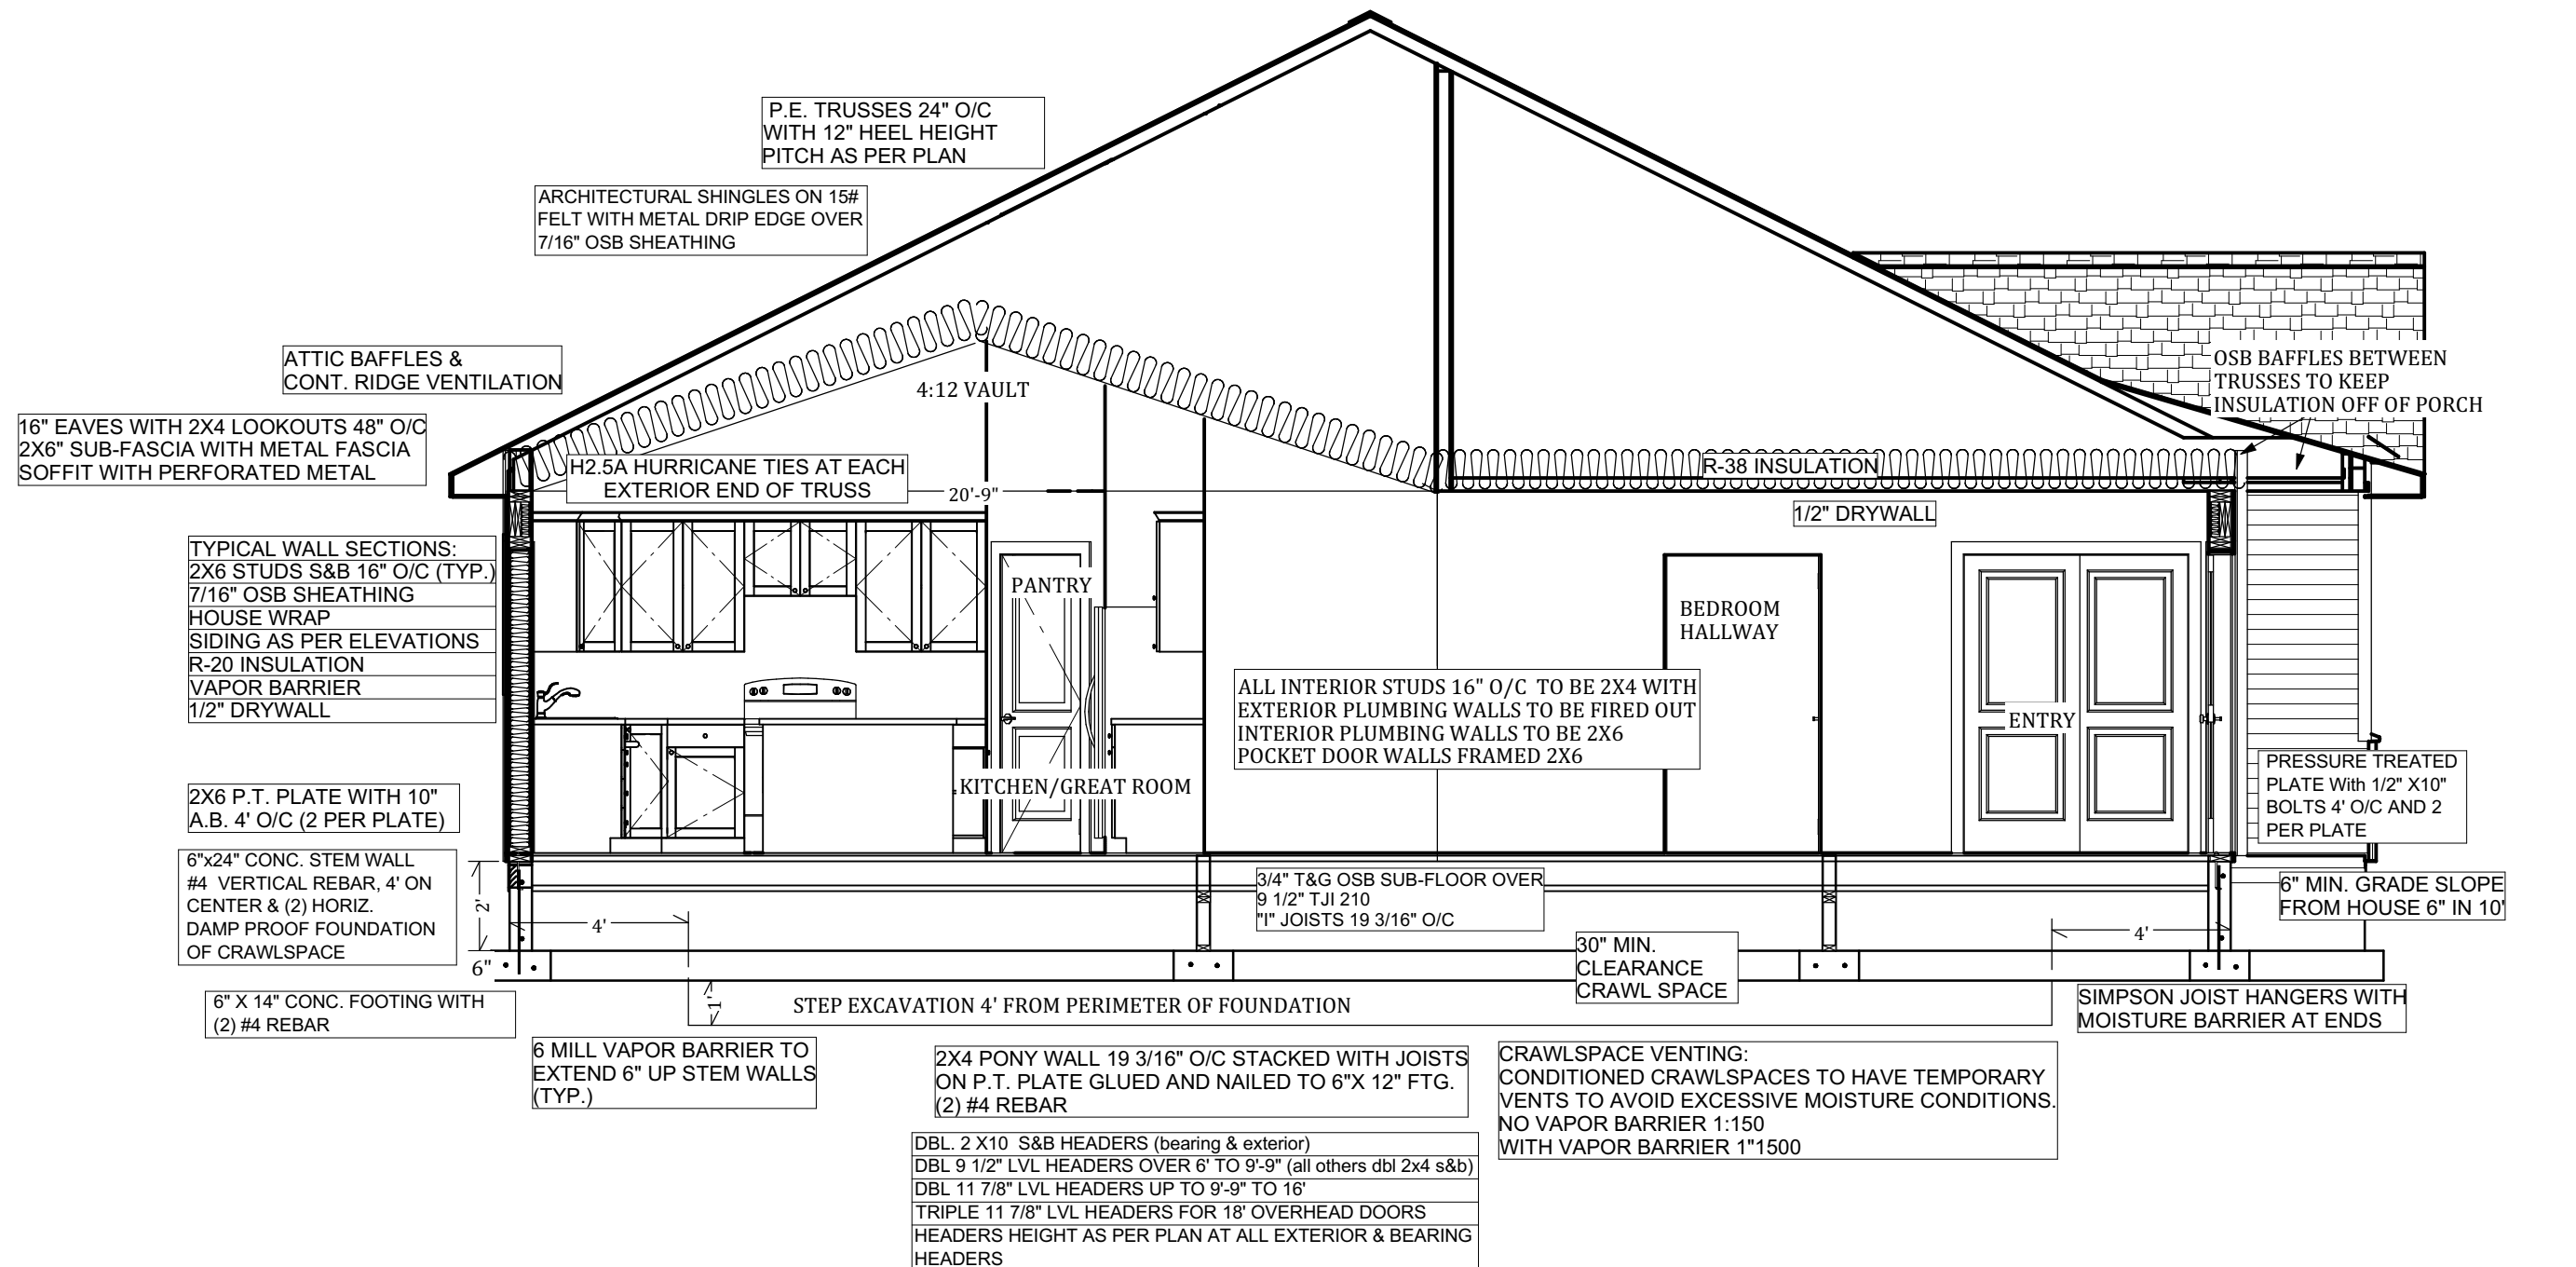 P.E. TRUSSES 24" O/C
WITH 12" HEEL HEIGHT
PITCH AS PER PLAN
ARCHITECTURAL SHINGLES ON 15#
FELT WITH METAL DRIP EDGE OVER
7/16" OSB SHEATHING
ATTIC BAFFLES &
CONT. RIDGE VENTILATION
16" EAVES WITH 2X4 LOOKOUTS 48" O/C
2X6" SUB-FASCIA WITH METAL FASCIA
SOFFIT WITH PERFORATED METAL
4:12 VAULT
OSB BAFFLES BETWEEN
TRUSSES TO KEEP
INSULATION OFF OF PORCH
H2.5A HURRICANE TIES AT EACH
EXTERIOR END OF TRUSS
20'-9"
R-38 INSULATION
1/2" DRYWALL
TYPICAL WALL SECTIONS:
2X6 STUDS S&B 16" O/C (TYP.)
7/16" OSB SHEATHING
HOUSE WRAP
SIDING AS PER ELEVATIONS
R-20 INSULATION
VAPOR BARRIER
1/2" DRYWALL
PANTRY
BEDROOM
HALLWAY
ALL INTERIOR STUDS 16" O/C  TO BE 2X4 WITH
EXTERIOR PLUMBING WALLS TO BE FIRED OUT
INTERIOR PLUMBING WALLS TO BE 2X6
POCKET DOOR WALLS FRAMED 2X6
ENTRY
KITCHEN/GREAT ROOM
PRESSURE TREATED
PLATE With 1/2" X10"
BOLTS 4' O/C AND 2
PER PLATE
2X6 P.T. PLATE WITH 10"
A.B. 4' O/C (2 PER PLATE)
6"x24" CONC. STEM WALL
#4  VERTICAL REBAR, 4' ON
CENTER & (2) HORIZ.
DAMP PROOF FOUNDATION
OF CRAWLSPACE
2'
4'
6"
3/4" T&G OSB SUB-FLOOR OVER
9 1/2" TJI 210
"I" JOISTS 19 3/16" O/C
6" MIN. GRADE SLOPE
FROM HOUSE 6" IN 10'
4'
30" MIN.
CLEARANCE
CRAWL SPACE
6" X 14" CONC. FOOTING WITH
(2) #4 REBAR
1'
STEP EXCAVATION 4' FROM PERIMETER OF FOUNDATION
SIMPSON JOIST HANGERS WITH
MOISTURE BARRIER AT ENDS
6 MILL VAPOR BARRIER TO
EXTEND 6" UP STEM WALLS
(TYP.)
2X4 PONY WALL 19 3/16" O/C STACKED WITH JOISTS
ON P.T. PLATE GLUED AND NAILED TO 6"X 12" FTG.
(2) #4 REBAR
CRAWLSPACE VENTING:
CONDITIONED CRAWLSPACES TO HAVE TEMPORARY
VENTS TO AVOID EXCESSIVE MOISTURE CONDITIONS.
NO VAPOR BARRIER 1:150
WITH VAPOR BARRIER 1"1500
DBL. 2 X10  S&B HEADERS (bearing & exterior)
DBL 9 1/2" LVL HEADERS OVER 6' TO 9'-9" (all others dbl 2x4 s&b)
DBL 11 7/8" LVL HEADERS UP TO 9'-9" TO 16'
TRIPLE 11 7/8" LVL HEADERS FOR 18' OVERHEAD DOORS
HEADERS HEIGHT AS PER PLAN AT ALL EXTERIOR & BEARING
HEADERS